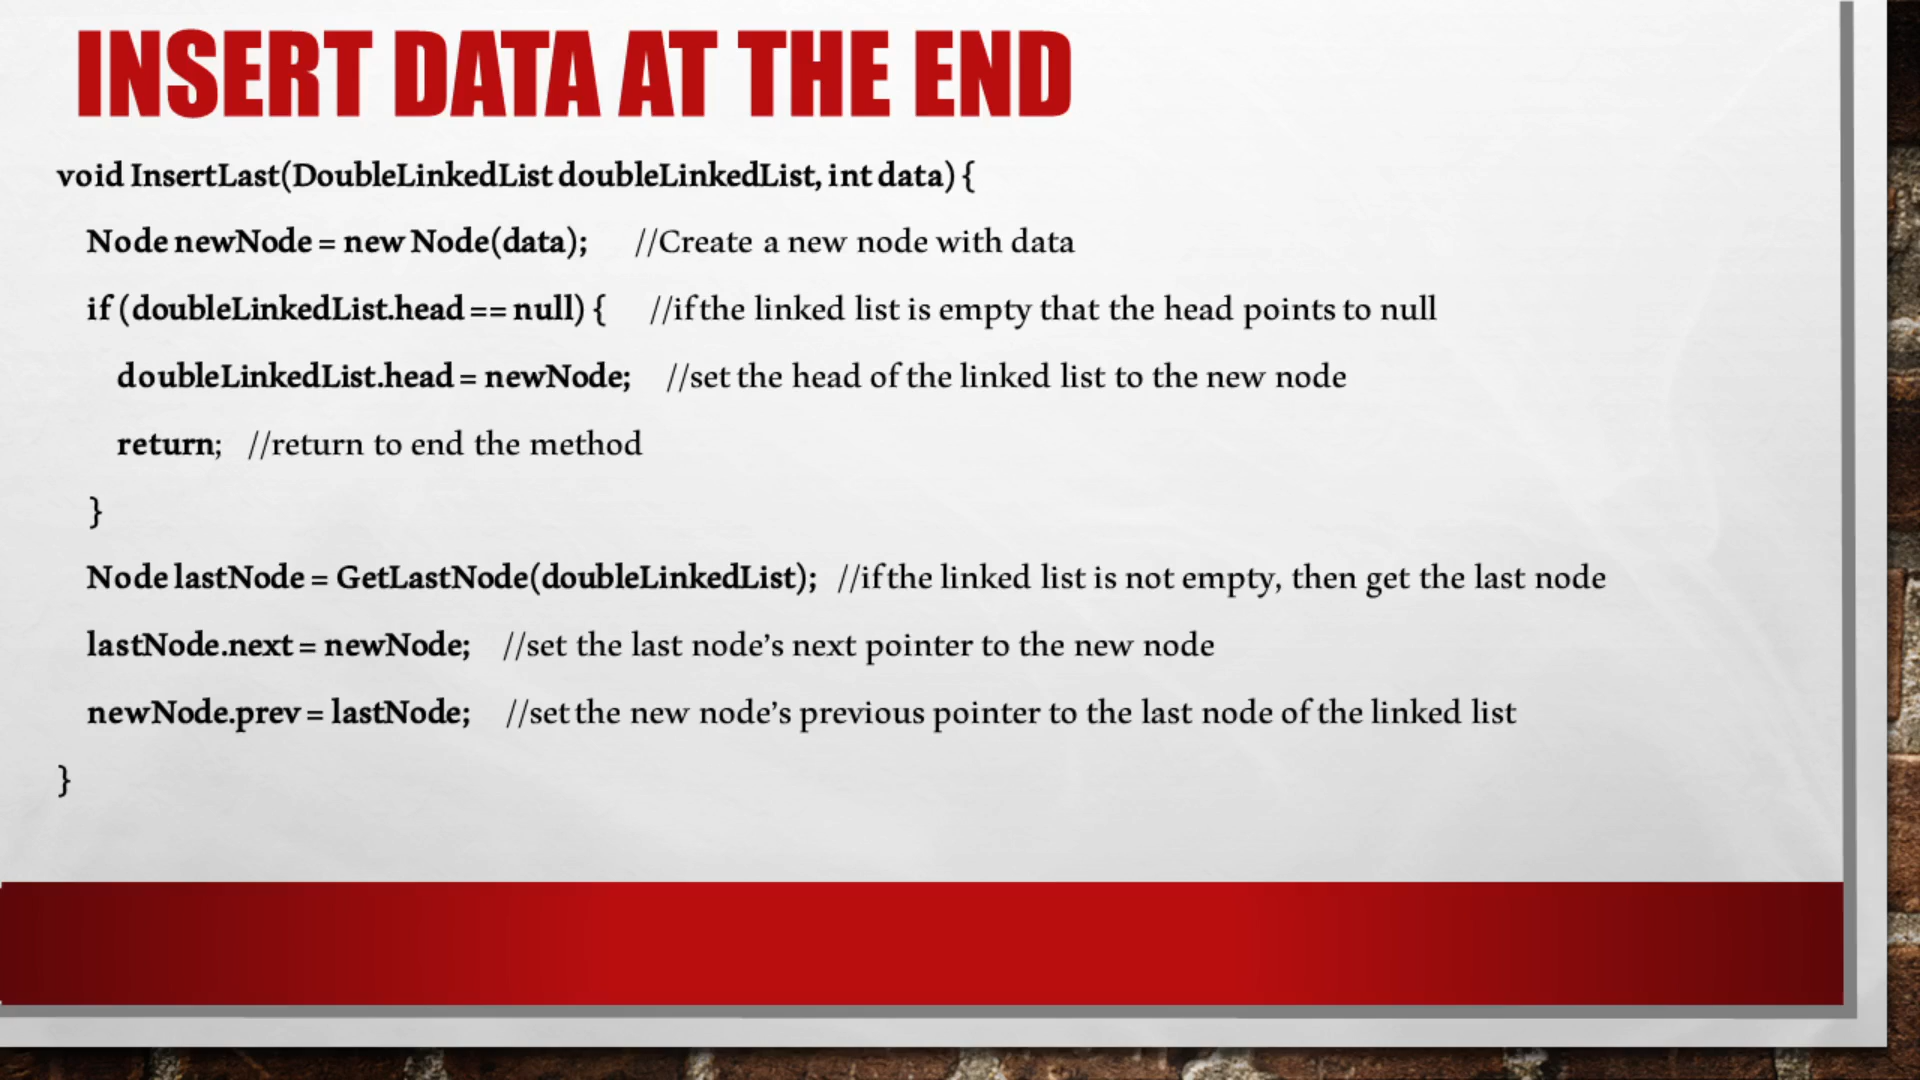 INSERT DATA AT THE END
void InsertLast(DoubleLinkedList doubleLinkedList, int data) {
Node newNode = new Node(data); //Create a new node with data
if (doubleLinkedList.head == null) { //if the linked list is empty that the head points to null
doubleLinkedList.head = newNode; //set the head of the linked list to the new node
return; //return to end the method
}
Node lastNode = GetLastNode(doubleLinkedList); //if the linked list is not empty, then get the last node
lastNode.next = newNode; //set the last node’s next pointer to the new node
newNode.prev = lastNode; //set the new node’s previous pointer to the last node of the linked list
}